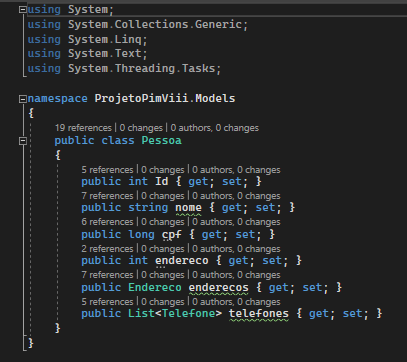 using System;
using System.Collections.Generic;
using System.Linq;
using System.Text;
using System.Threading.Tasks;
namespace ProjetoPimViii.Models
{
19 references | 0 changes | 0 authors, 0 changes
public class Pessoa
{
5 references | 0 changes | 0 authors, 0 changes
public int Id { get; set; }
7 references | 0 changes | 0 authors, 0 changes
public string nome { get; set; }
6 references | 0 changes | 0 authors, 0 changes
public long cpf { get; set; }
2 references | 0 changes | 0 authors, 0 changes
public int endereco { get; set; }
7 references | 0 changes | 0 authors, 0 changes
public Endereco enderecos { get; set; }
5 references | 0 changes | 0 authors, 0 changes
public List<Telefone> telefones { get; set; }
}
}